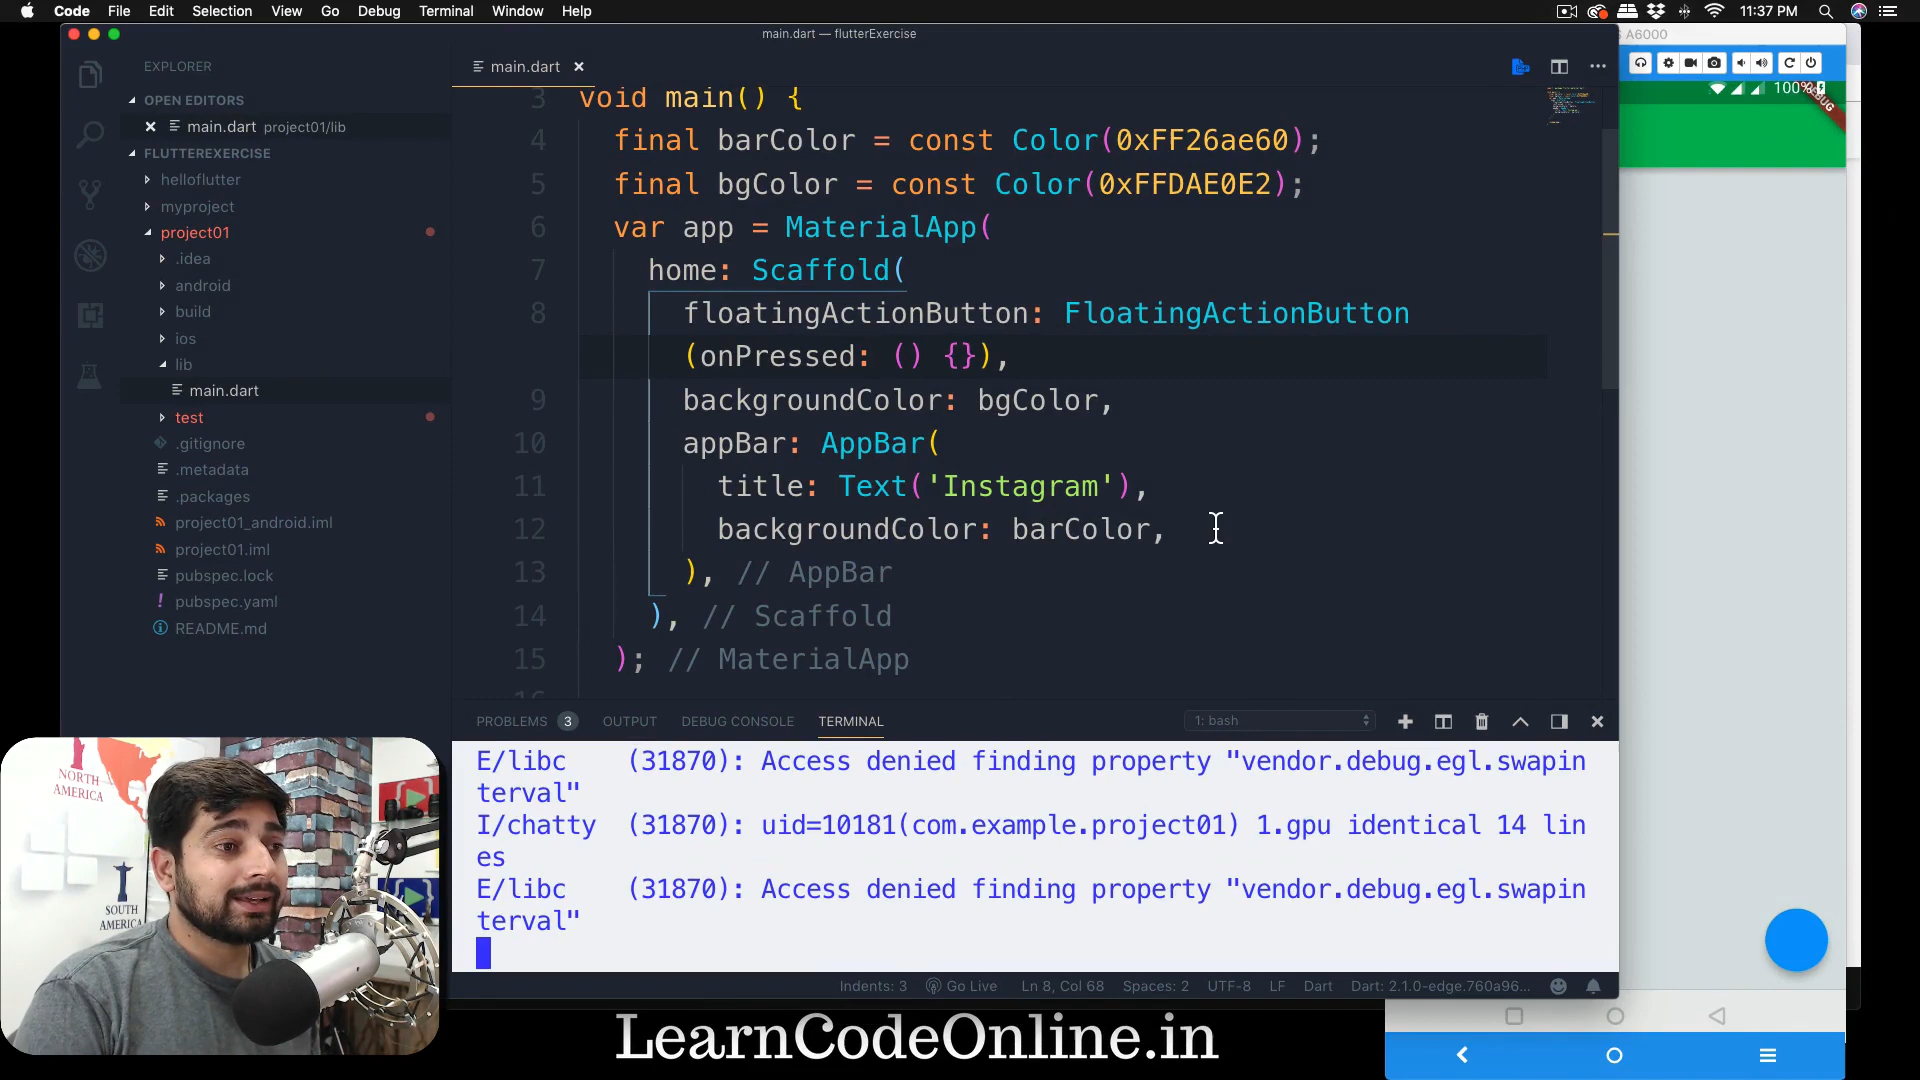 Code File Edit Selection View Go Debug Terminal Window Help
11:37 PM
main.dart — flutterExercise
A6000
EXPLORER
OPEN EDITORS
main.dart project01/lib
FLUTTEREXERCISE
helloflutter
myproject
project01
.idea
android
build
ios
lib
main.dart
test
.gitignore
.metadata
.packages
project01_android.iml
project01.iml
pubspec.lock
pubspec.yaml
README.md
main.dart
3 void main() {
4 final barColor = const Color(0xFF26ae60);
5 final bgColor = const Color(0xFFDAE0E2);
6 var app = MaterialApp(
7 home: Scaffold(
8 floatingActionButton: FloatingActionButton
(onPressed: () {}),
9 backgroundColor: bgColor,
10 appBar: AppBar(
11 title: Text('Instagram'),
12 backgroundColor: barColor,
13 ), // AppBar
14 ), // Scaffold
15 ); // MaterialApp
16
PROBLEMS 3 OUTPUT DEBUG CONSOLE TERMINAL 1: bash
E/libc (31870): Access denied finding property "vendor.debug.egl.swapin
terval"
I/chatty (31870): uid=10181(com.example.project01) 1.gpu identical 14 lin
es
E/libc (31870): Access denied finding property "vendor.debug.egl.swapin
terval"
Indents: 3 Go Live Ln 8, Col 68 Spaces: 2 UTF-8 LF Dart Dart: 2.1.0-edge.760a96...
100%
DEBUG
NORTH
AMERICA
SOUTH
AMERICA
LearnCodeOnline.in